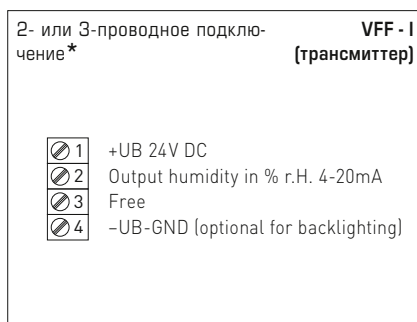 2- или 3-проводное подклю-
чение*
VFF - I
(трансмиттер)
1 +UB 24V DC
2 Output humidity in % r.H. 4-20mA
3 Free
4 –UB-GND (optional for backlighting)